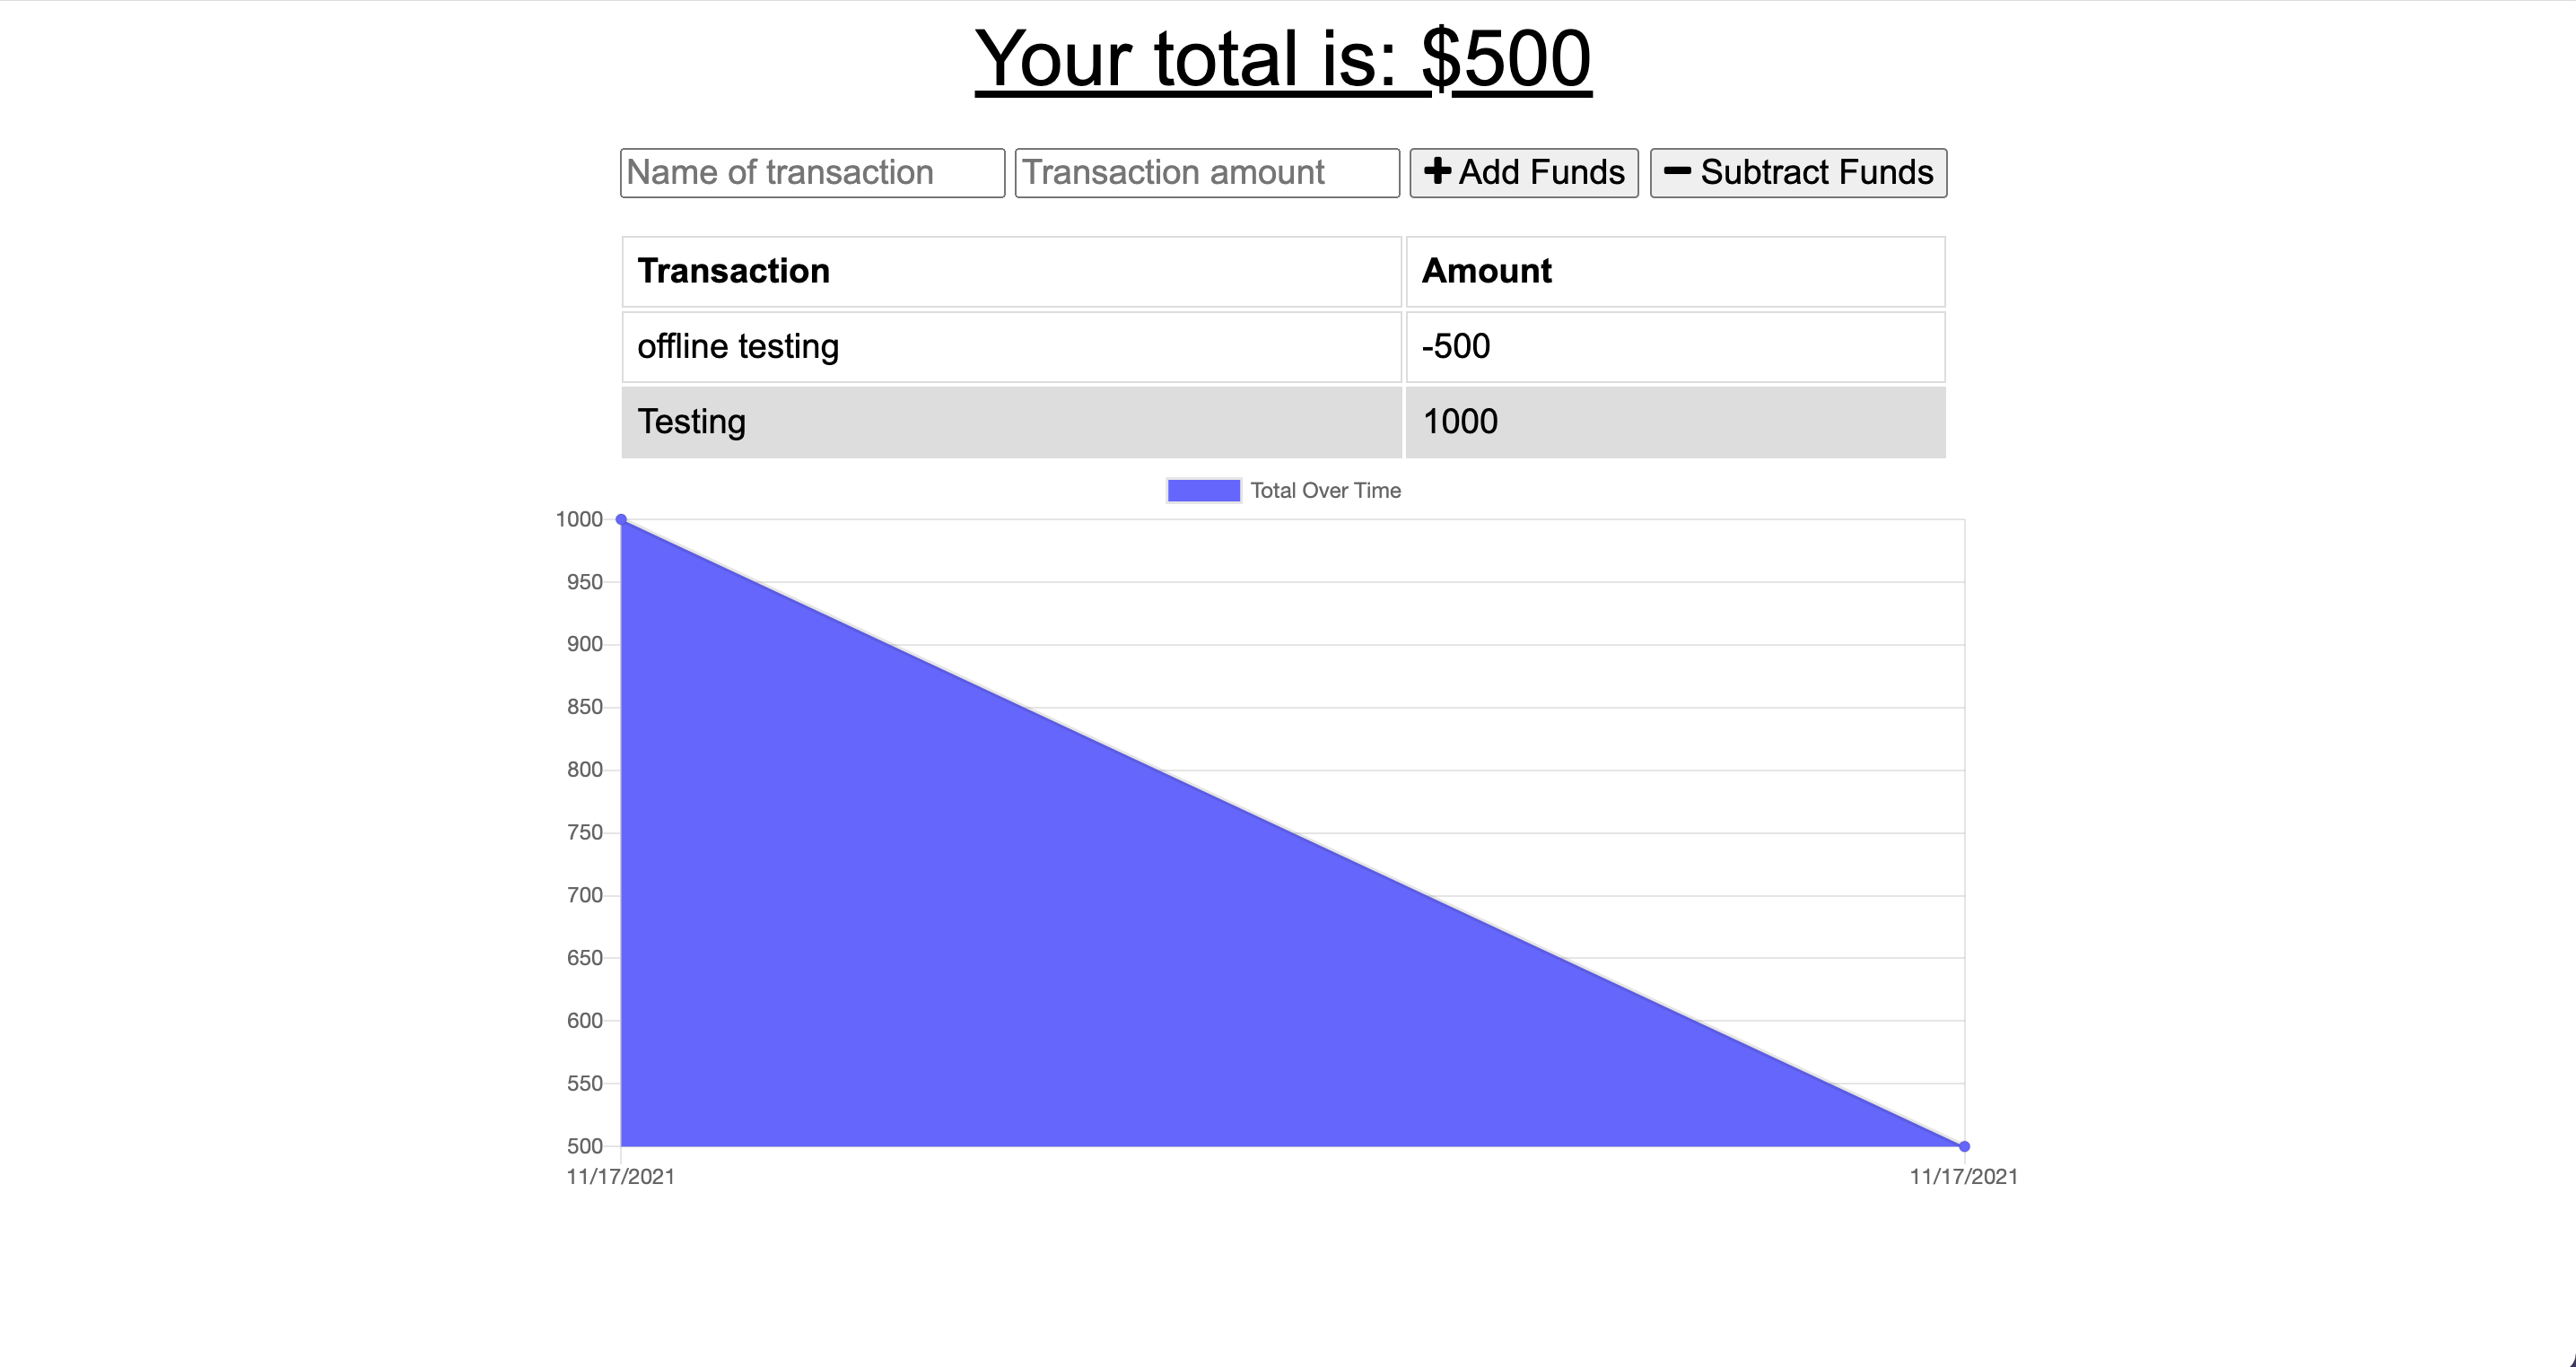 Your total is: $500
Name of transaction Transaction amount Add Funds Subtract Funds
Transaction Amount
offline testing -500
Testing 1000
Total Over Time
1000
950
900
850
800
750
700
650
600
550
500
11/17/2021 11/17/2021